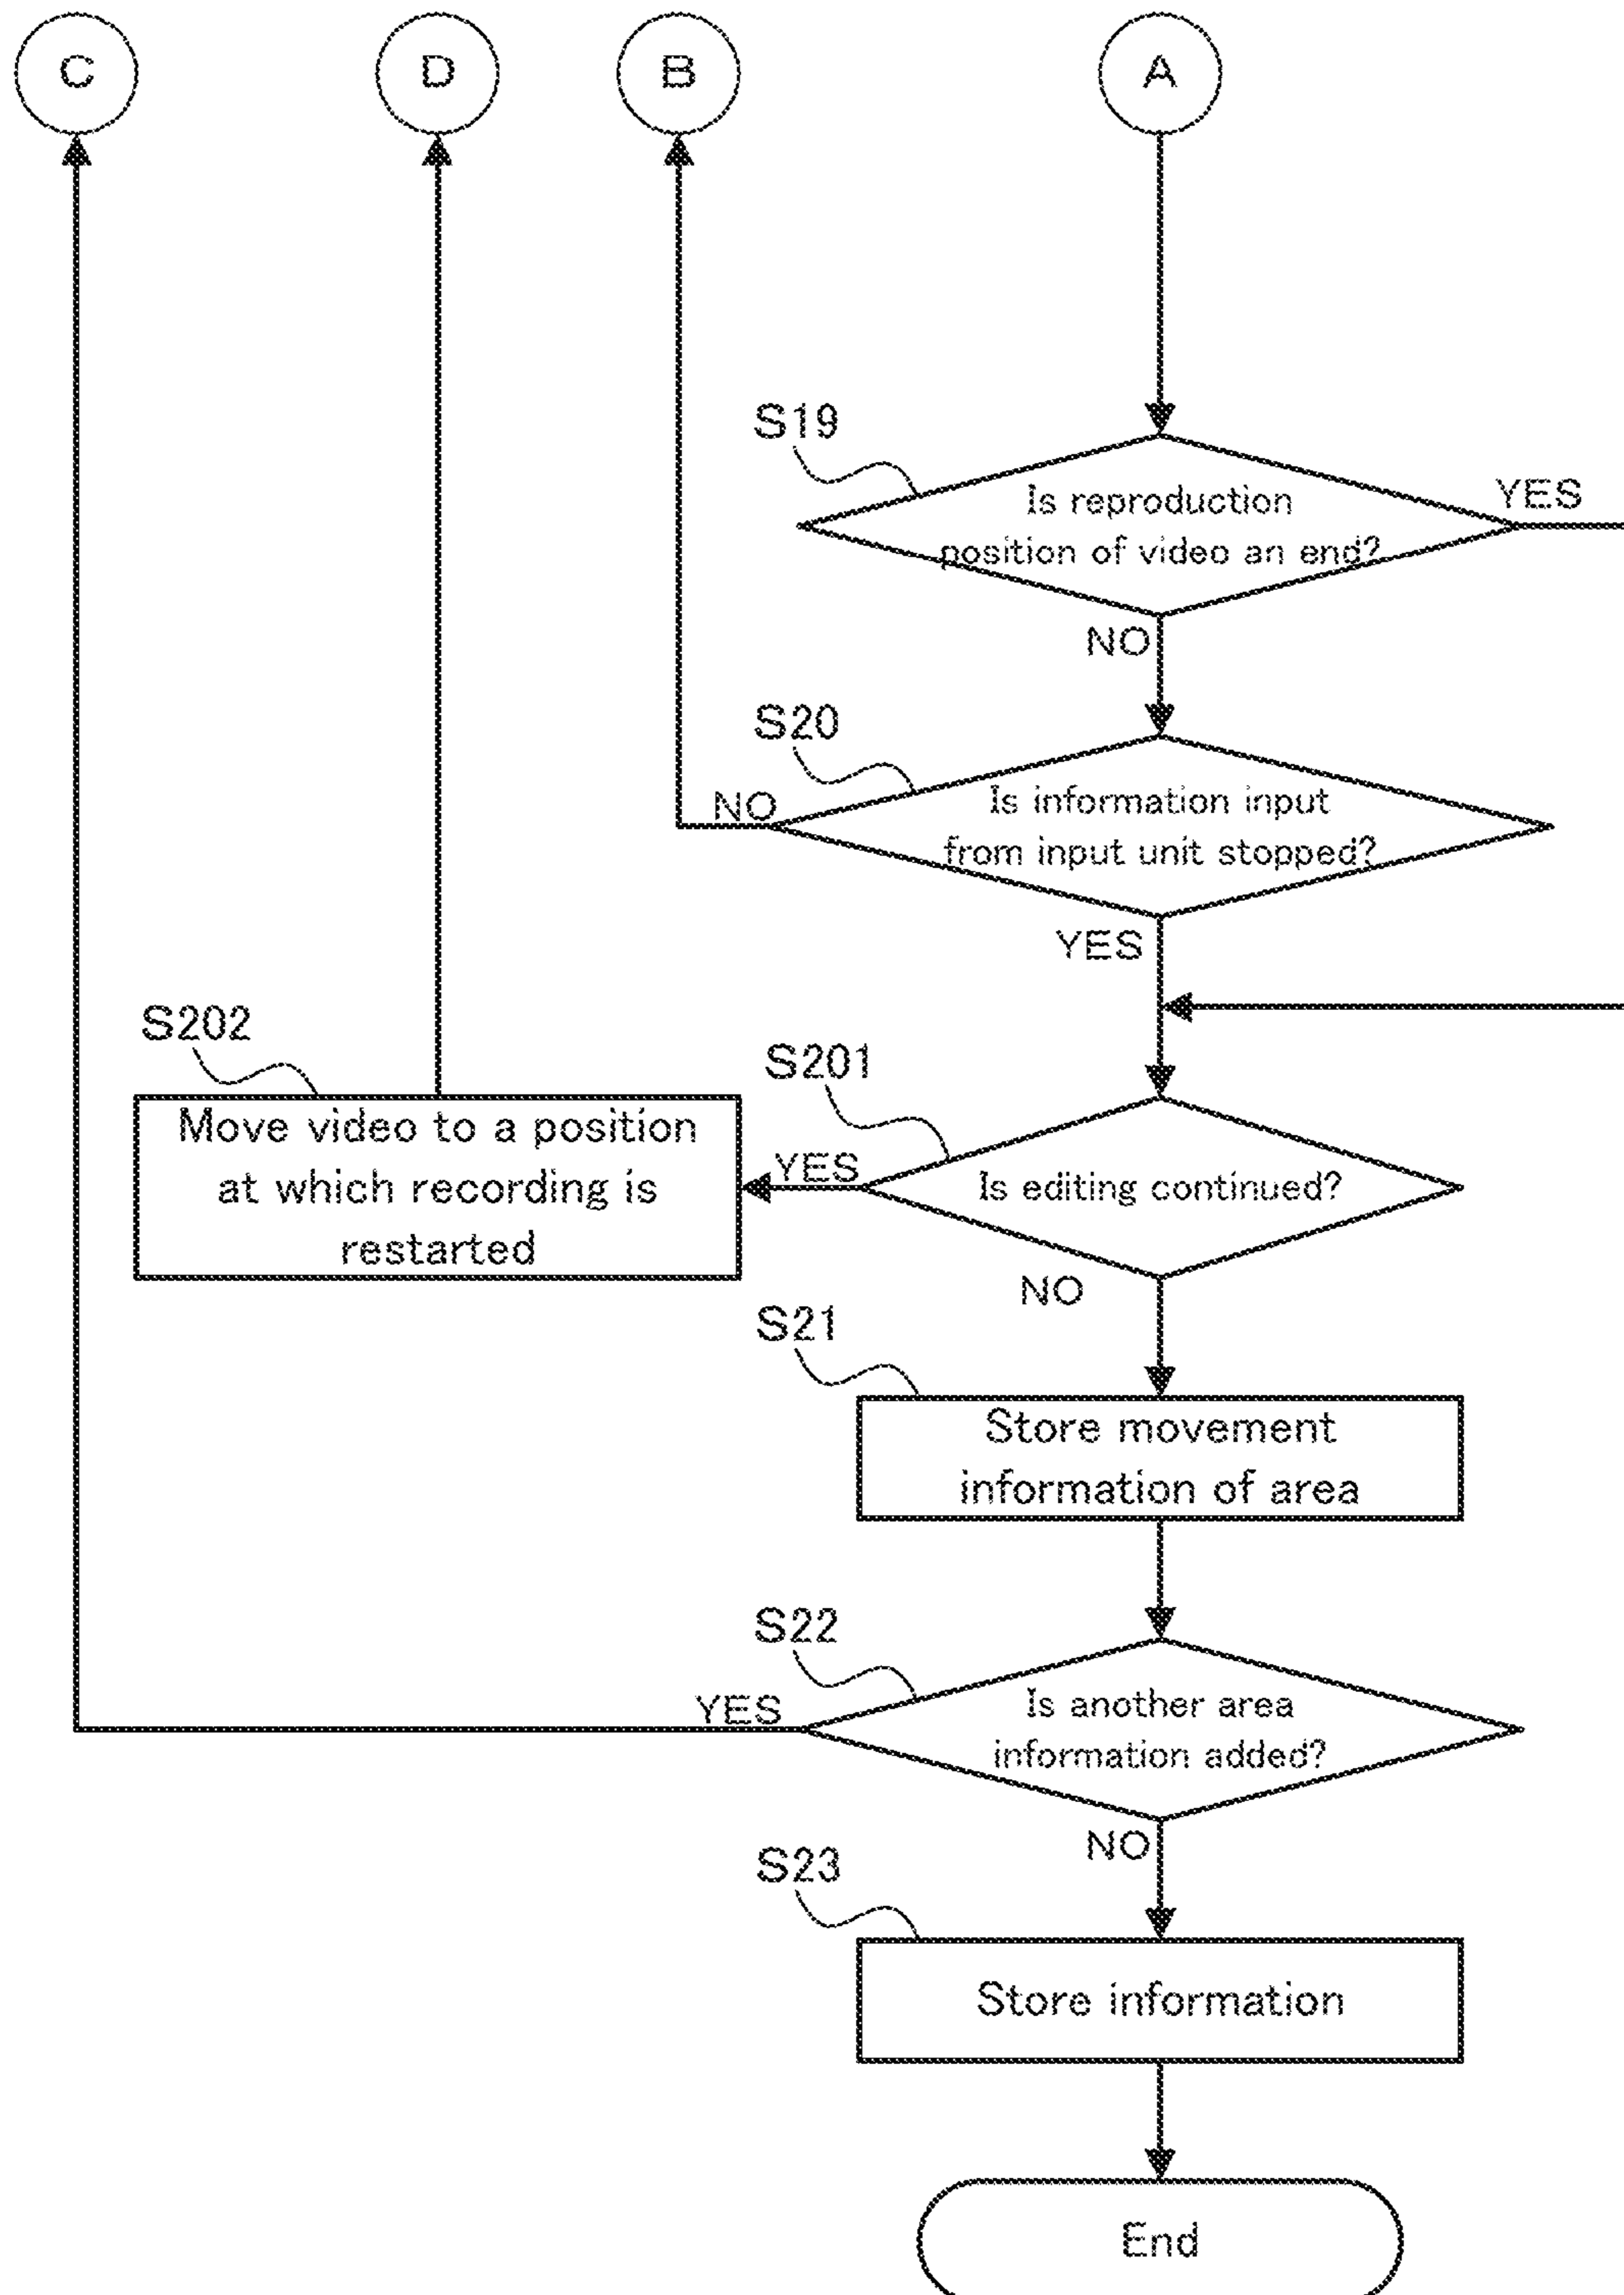 C
D
B
A
S19
Is reproduction
position of video an end?
YES
NO
S20
Is information input
from input unit stopped?
NO
YES
S202
Move video to a position
at which recording is
restarted
S201
Is editing continued?
YES
NO
S21
Store movement
information of area
S22
Is another area
information added?
YES
NO
S23
Store information
End